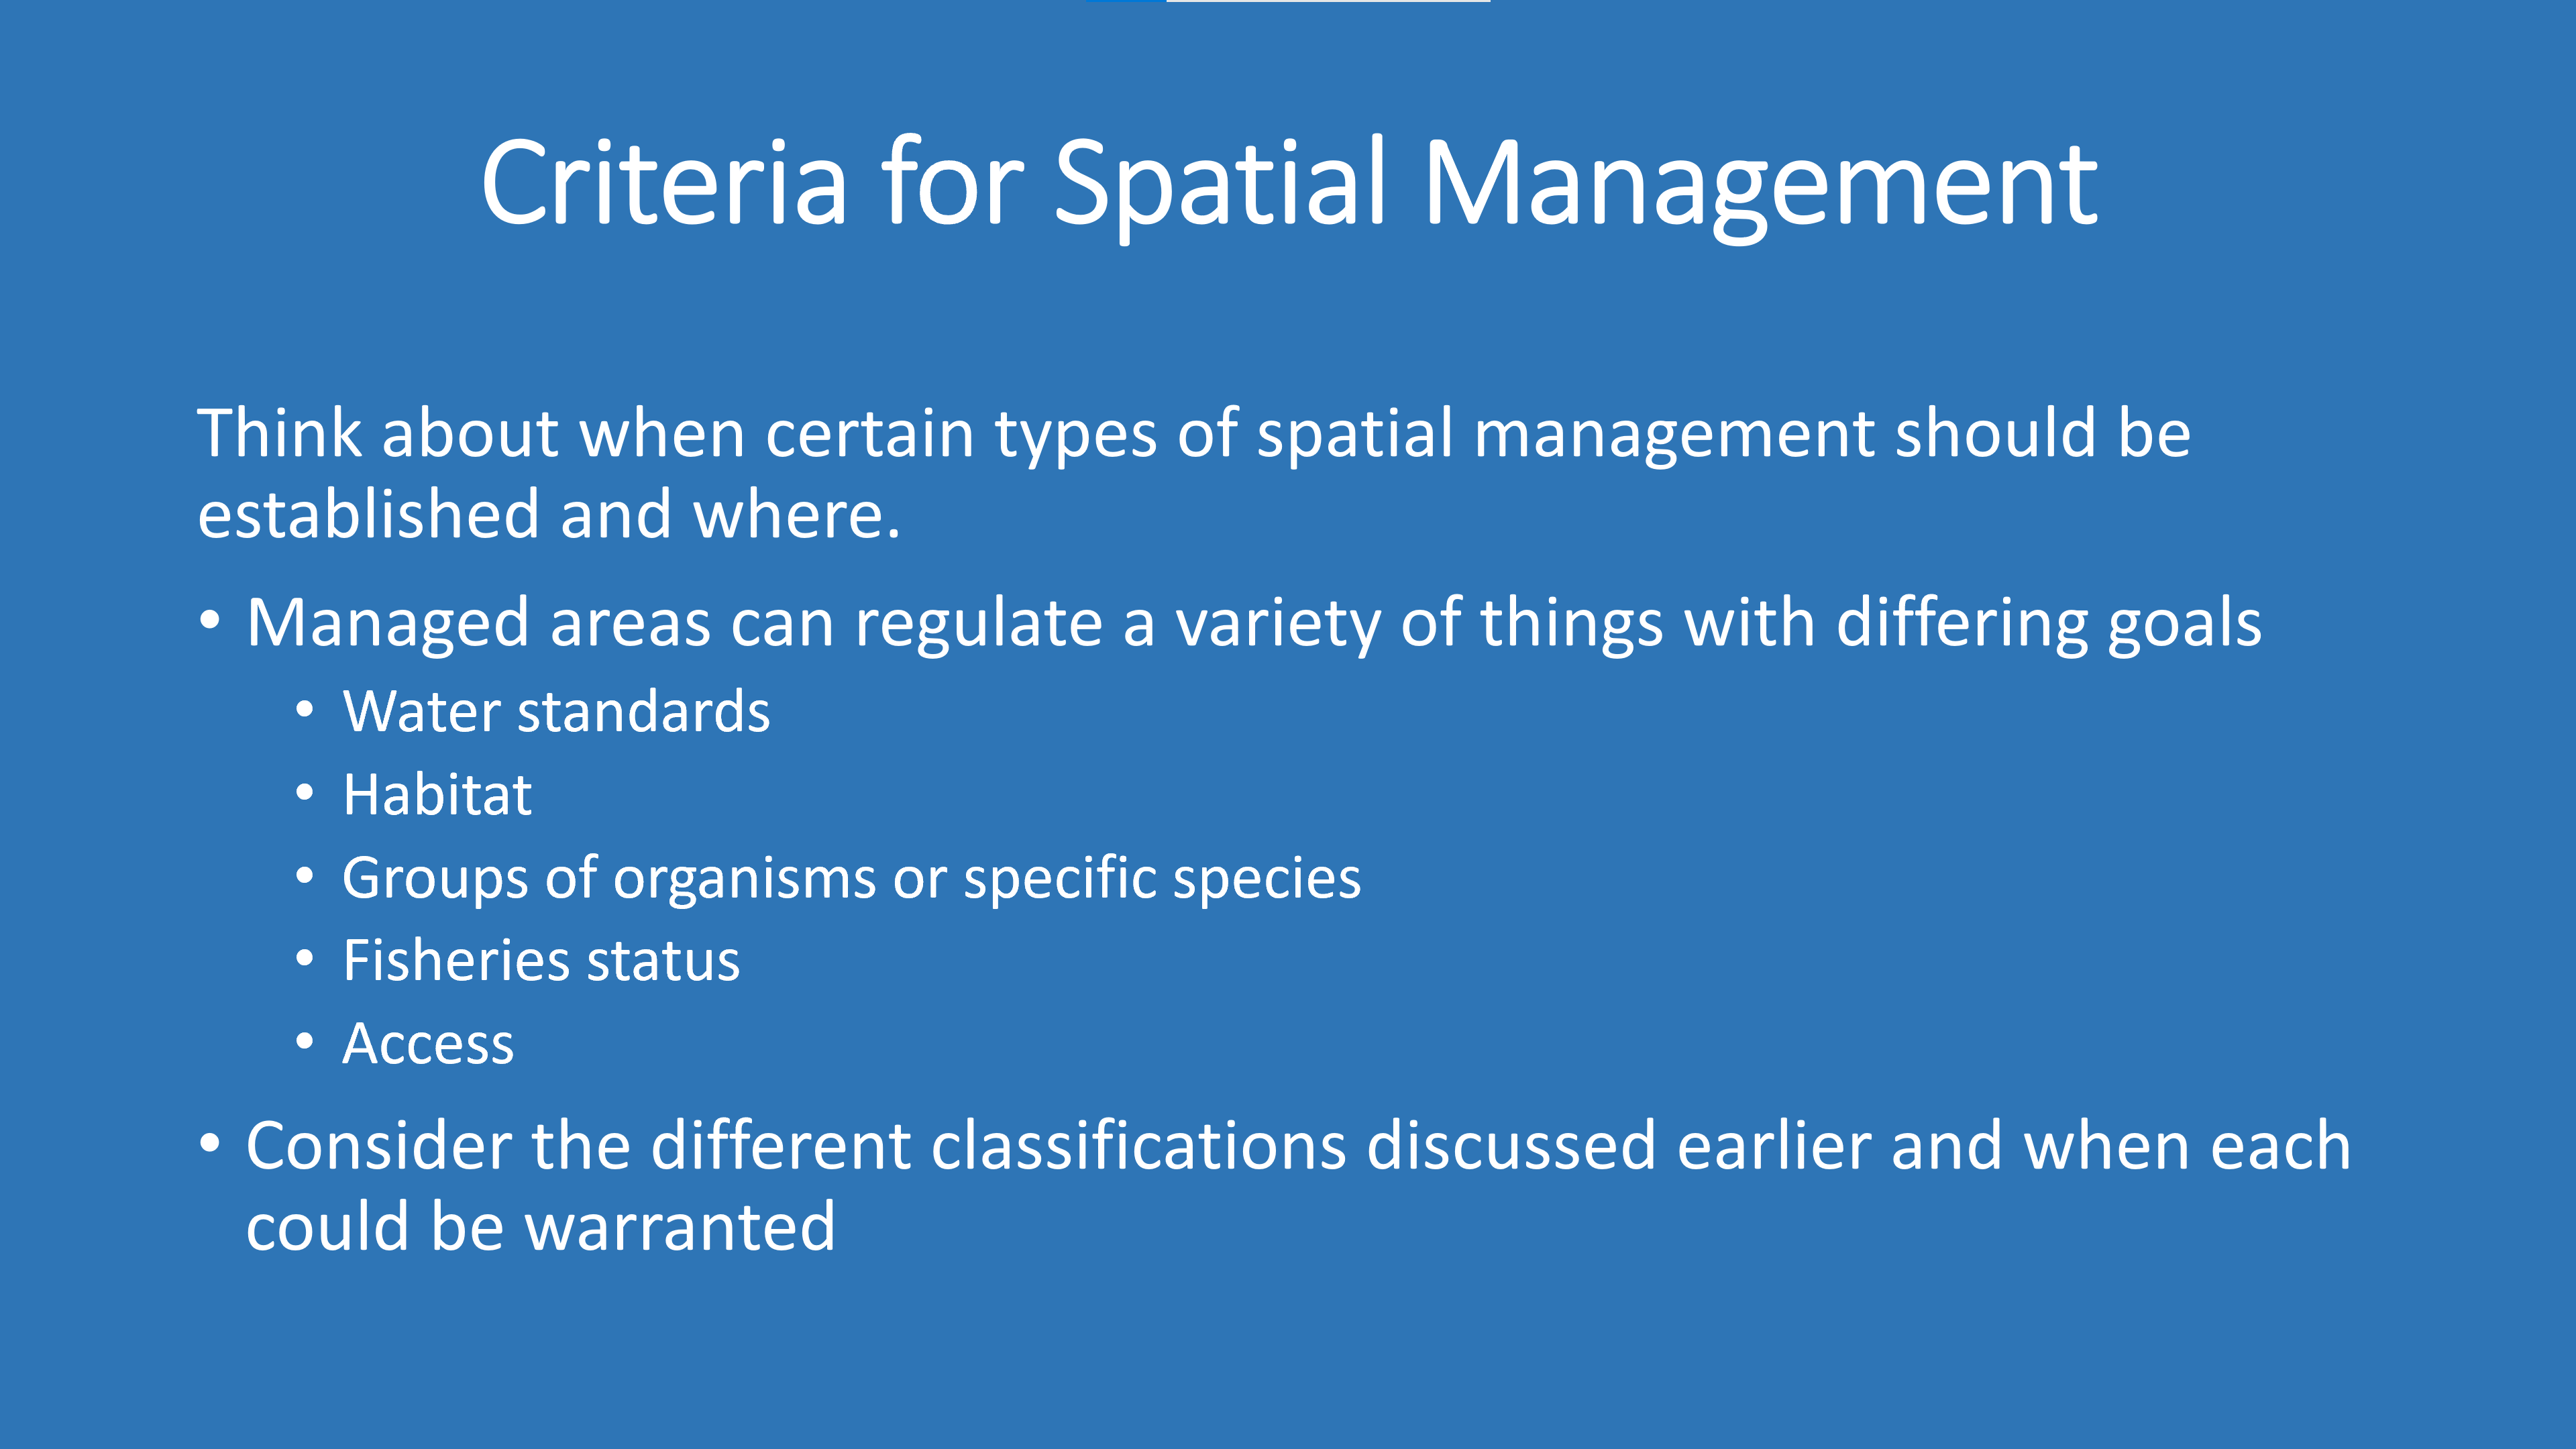 Criteria for Spatial Management
Think about when certain types of spatial management should be
established and where.
• Managed areas can regulate a variety of things with differing goals
• Water standards
• Habitat
• Groups of organisms or specific species
• Fisheries status
• Access
• Consider the different classifications discussed earlier and when each
could be warranted